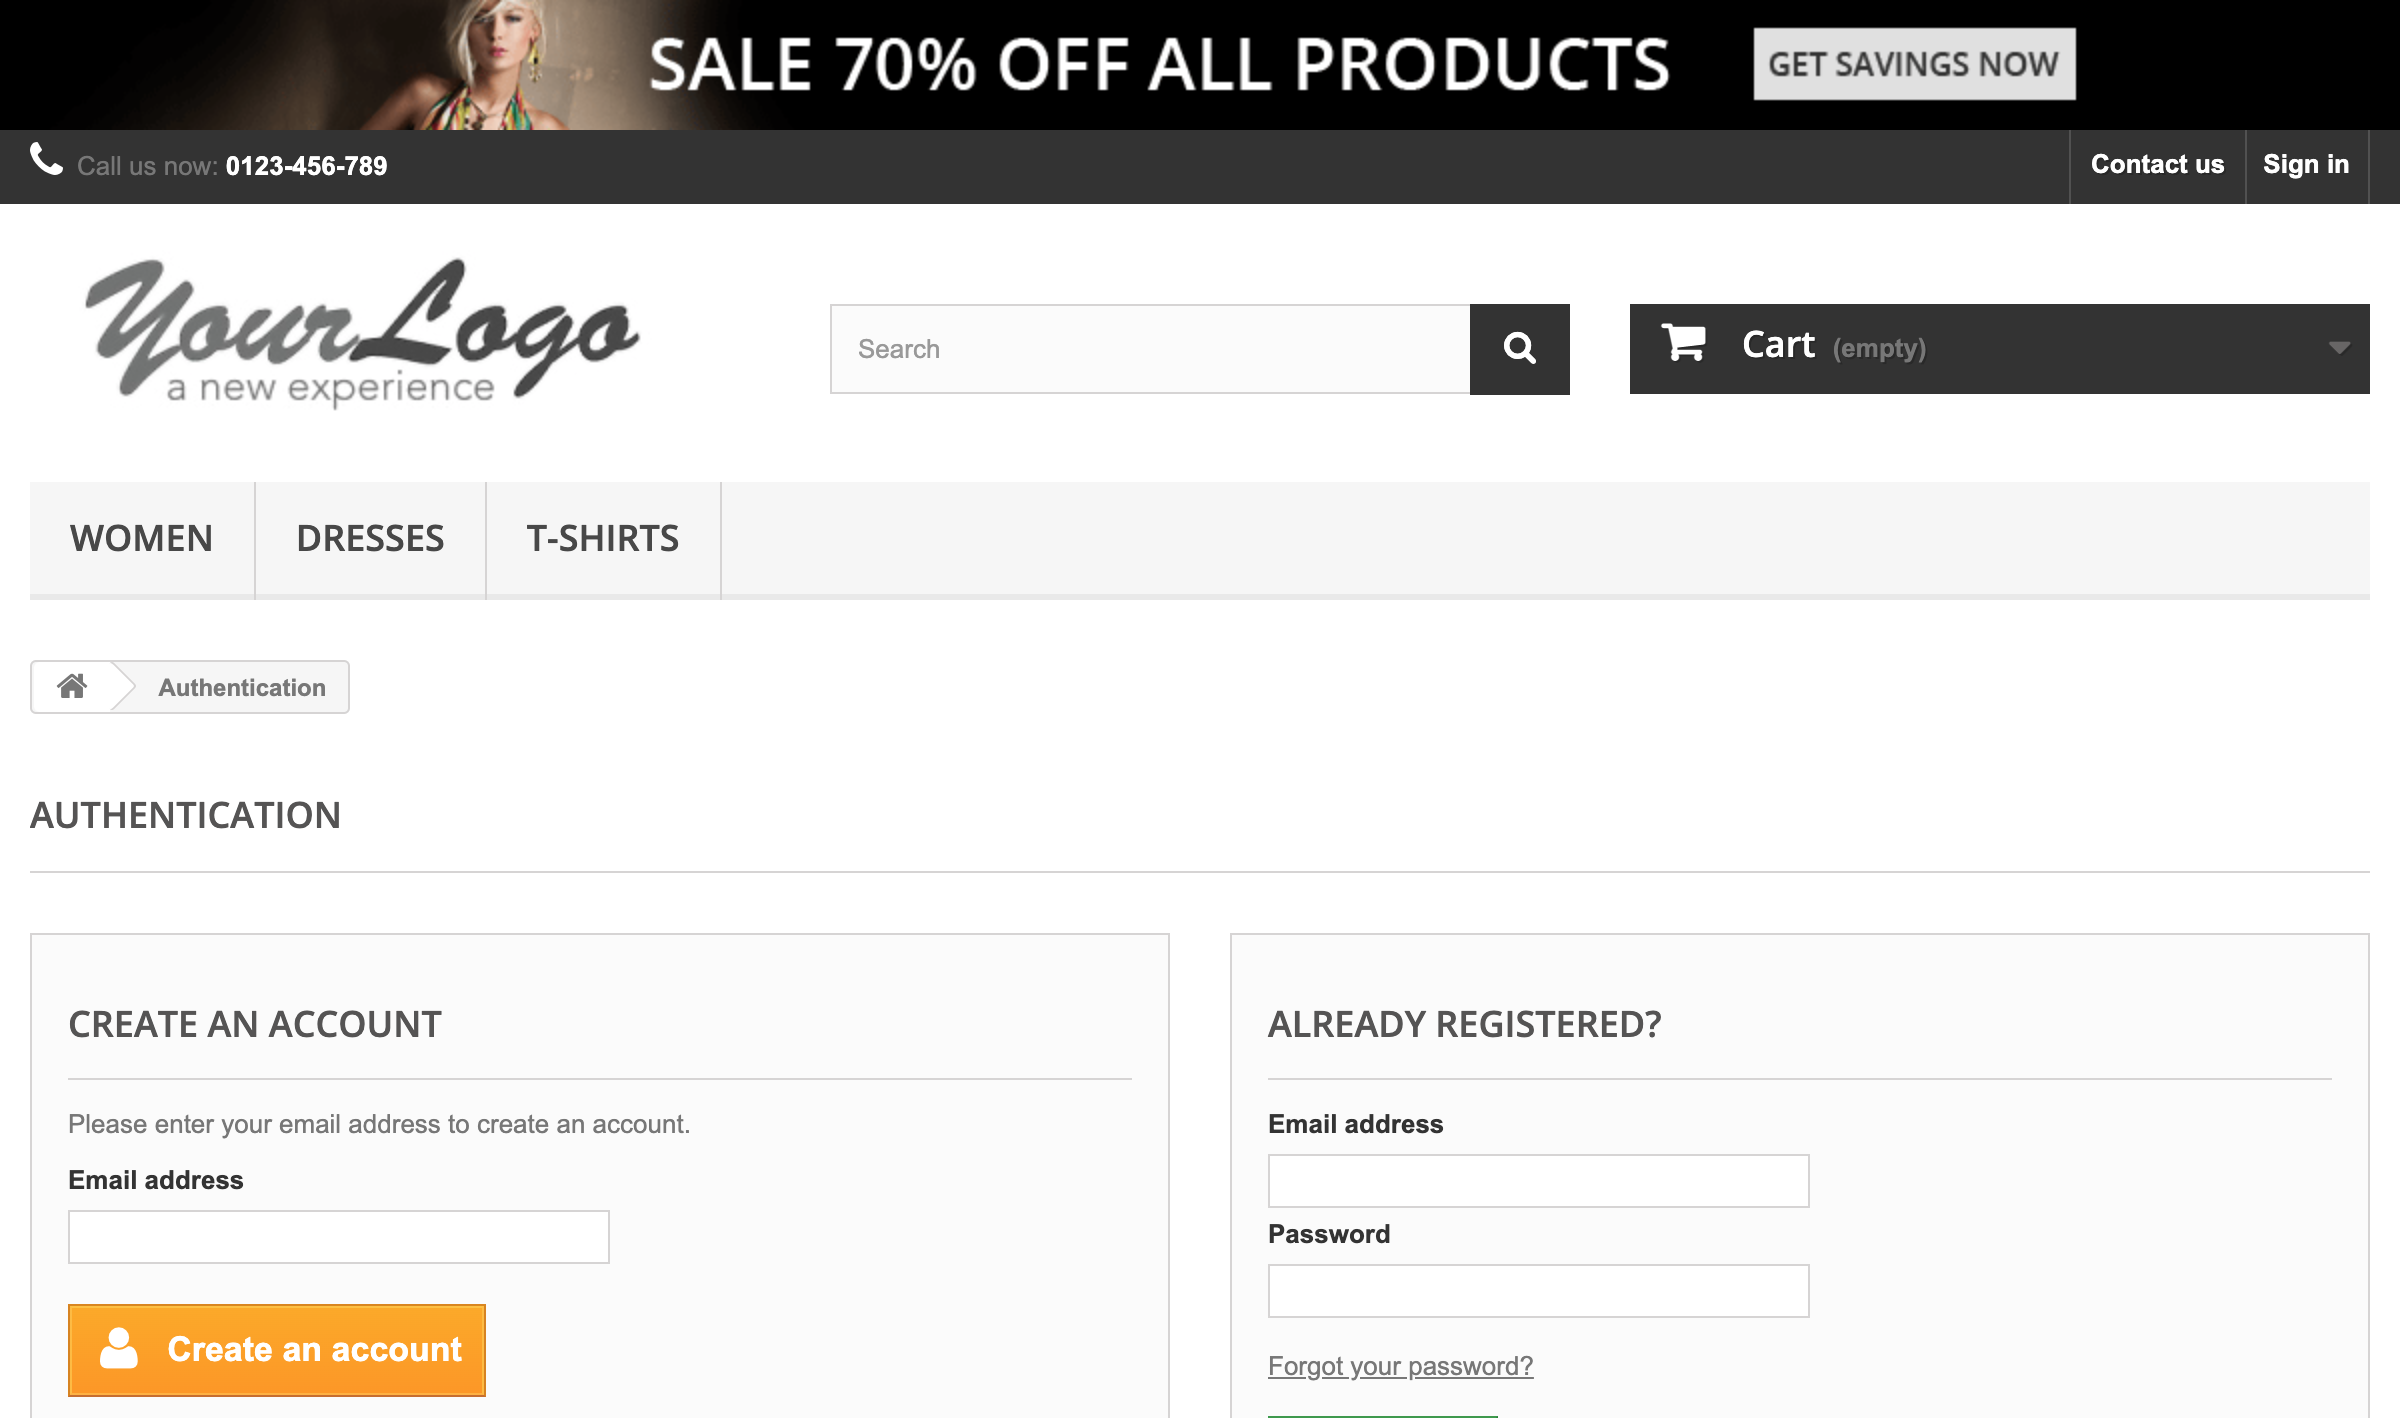 SALE 70% OFF ALL PRODUCTS
GET SAVINGS NOW
Call us now: 0123-456-789
Contact us
Sign in
YourLogo
a new experience
Search
Cart (empty)
WOMEN
DRESSES
T-SHIRTS
Authentication
AUTHENTICATION
CREATE AN ACCOUNT
Please enter your email address to create an account.
Email address
Create an account
ALREADY REGISTERED?
Email address
Password
Forgot your password?